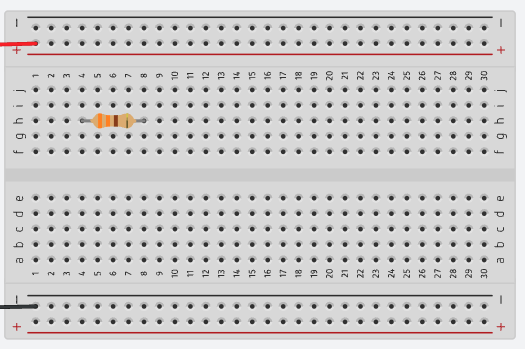 − −
+ +
1 2 3 4 5 6 7 8 9 10 11 12 13 14 15 16 17 18 19 20 21 22 23 24 25 26 27 28 29 30
j j
i i
h h
g g
f f
e e
d d
c c
b b
a a
1 2 3 4 5 6 7 8 9 10 11 12 13 14 15 16 17 18 19 20 21 22 23 24 25 26 27 28 29 30
− −
+ +